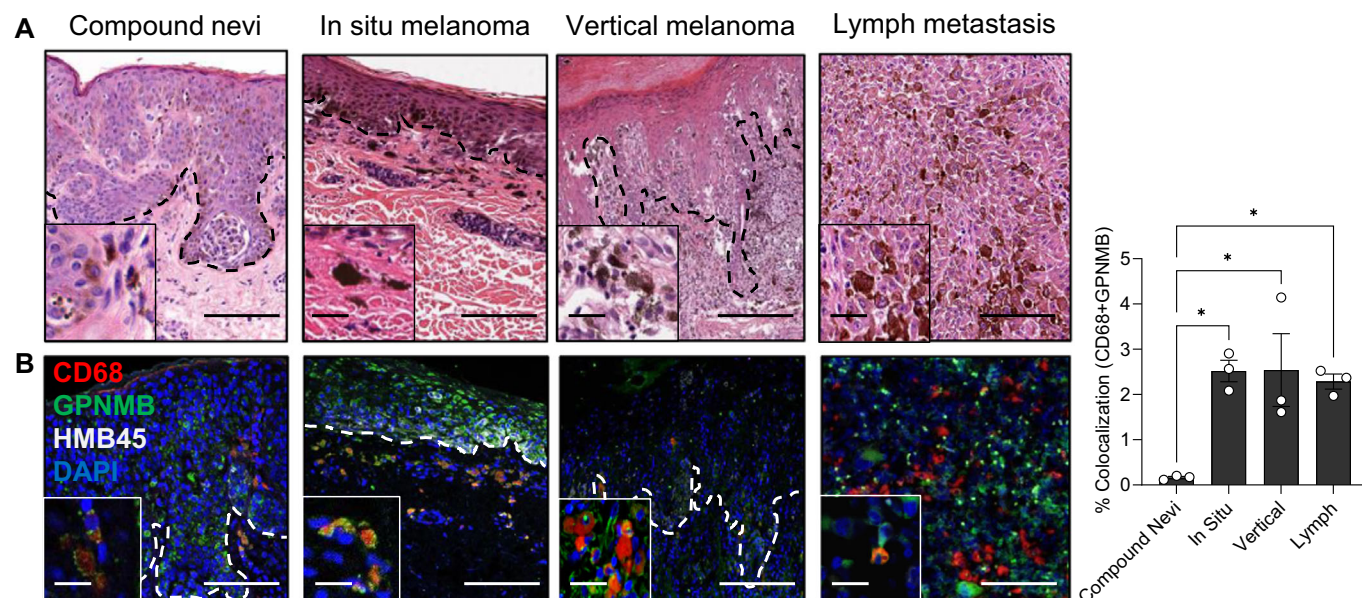 A
Compound nevi
In situ melanoma
Vertical melanoma
Lymph metastasis
B
CD68
GPNMB
HMB45
DAPI
% Colocalization (CD68+GPNMB)
5
4
3
2
1
0
*
*
*
Compound Nevi
In Situ
Vertical
Lymph